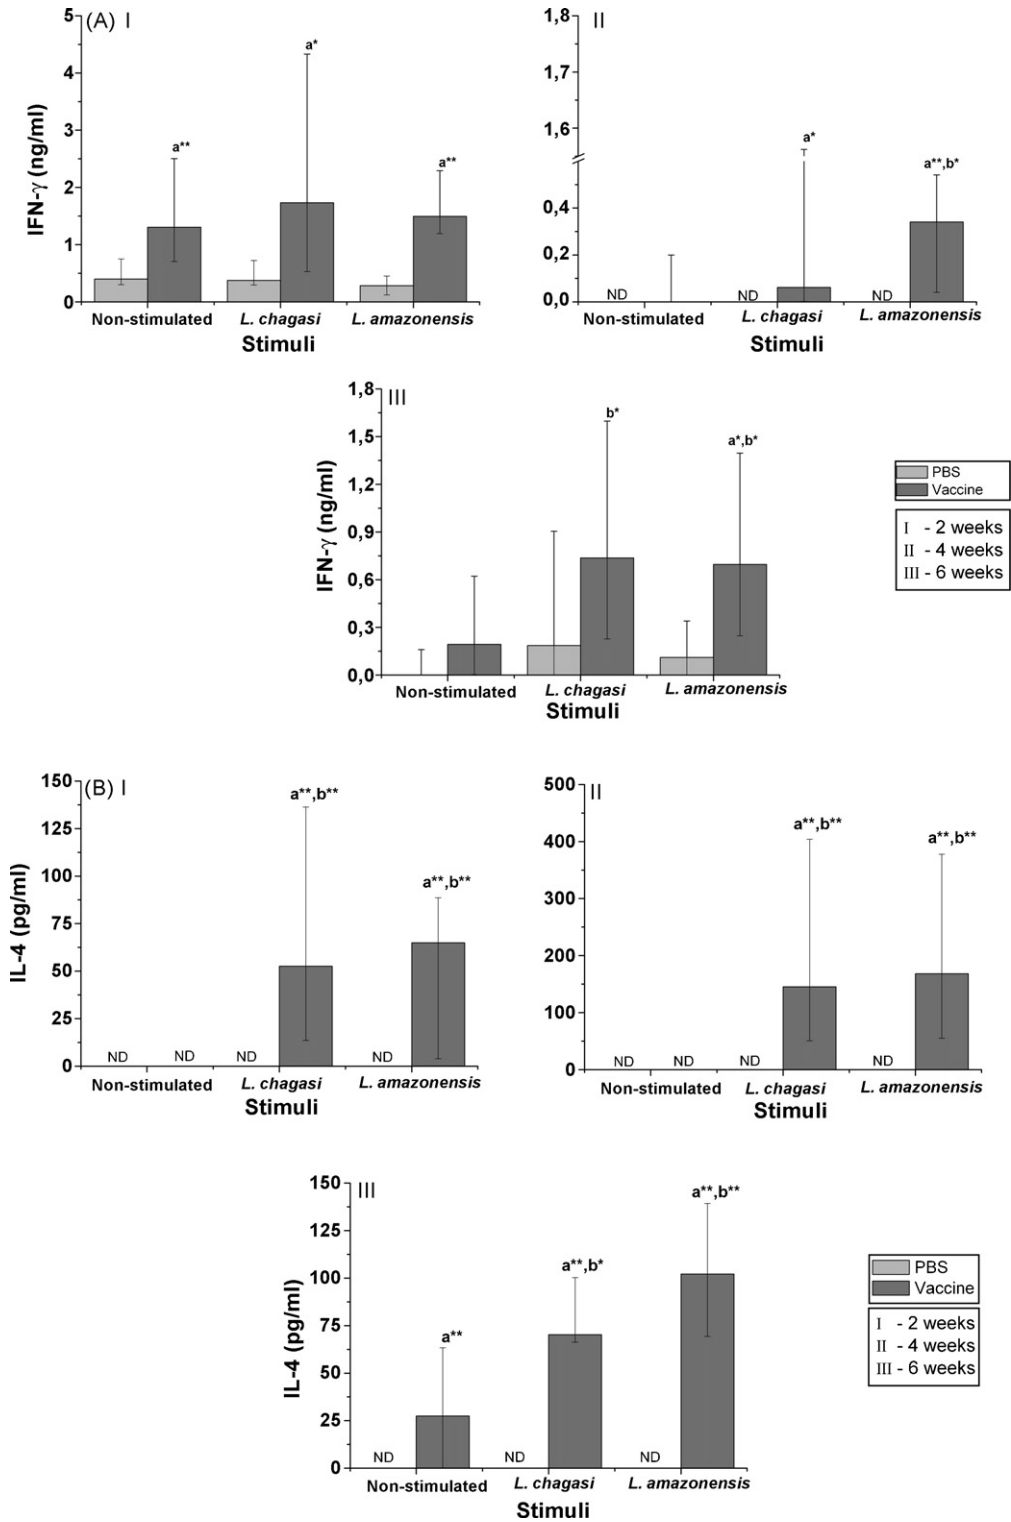 (A) I
5
4
3
2
1
0
IFN-γ (ng/ml)
a**
a*
a**
Non-stimulated
L. chagasi
L. amazonensis
Stimuli
II
1,8
1,7
1,6
0,4
0,2
0,0
a*
a**,b*
ND
ND
ND
Non-stimulated
L. chagasi
L. amazonensis
Stimuli
III
1,8
1,5
1,2
0,9
0,6
0,3
0,0
IFN-γ (ng/ml)
b*
a*,b*
Non-stimulated
L. chagasi
L. amazonensis
Stimuli
PBS
Vaccine
I - 2 weeks
II - 4 weeks
III - 6 weeks
(B) I
150
125
100
75
50
25
0
IL-4 (pg/ml)
a**,b**
a**,b**
ND
ND
ND
ND
Non-stimulated
L. chagasi
L. amazonensis
Stimuli
II
500
400
300
200
100
0
a**,b**
a**,b**
ND
ND
ND
ND
Non-stimulated
L. chagasi
L. amazonensis
Stimuli
III
150
125
100
75
50
25
0
IL-4 (pg/ml)
a**
a**,b*
a**,b**
ND
ND
ND
Non-stimulated
L. chagasi
L. amazonensis
Stimuli
PBS
Vaccine
I - 2 weeks
II - 4 weeks
III - 6 weeks